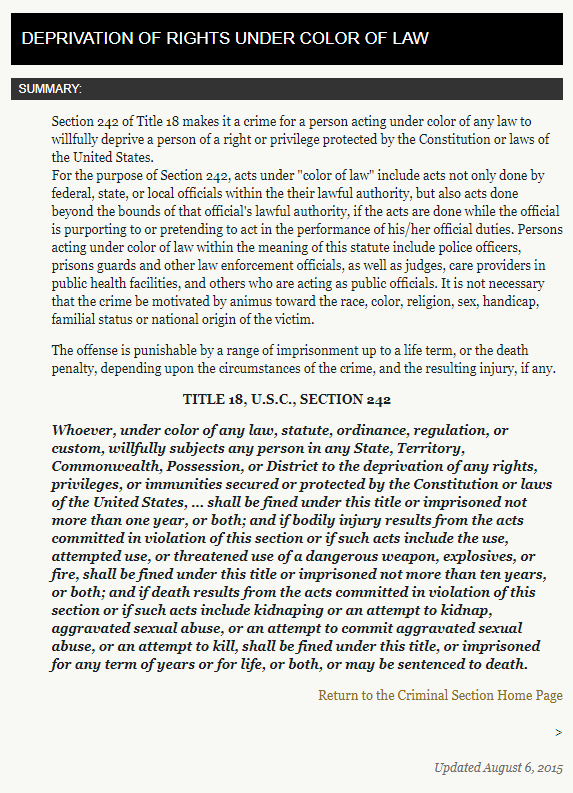 DEPRIVATION OF RIGHTS UNDER COLOR OF LAW
SUMMARY:
Section 242 of Title 18 makes it a crime for a person acting under color of any law to
willfully deprive a person of a right or privilege protected by the Constitution or laws of
the United States.
For the purpose of Section 242, acts under "color of law" include acts not only done by
federal, state, or local officials within the their lawful authority, but also acts done
beyond the bounds of that official's lawful authority, if the acts are done while the official
is purporting to or pretending to act in the performance of his/her official duties. Persons
acting under color of law within the meaning of this statute include police officers,
prisons guards and other law enforcement officials, as well as judges, care providers in
public health facilities, and others who are acting as public officials. It is not necessary
that the crime be motivated by animus toward the race, color, religion, sex, handicap,
familial status or national origin of the victim.
The offense is punishable by a range of imprisonment up to a life term, or the death
penalty, depending upon the circumstances of the crime, and the resulting injury, if any.
TITLE 18, U.S.C., SECTION 242
Whoever, under color of any law, statute, ordinance, regulation, or
custom, willfully subjects any person in any State, Territory,
Commonwealth, Possession, or District to the deprivation of any rights,
privileges, or immunities secured or protected by the Constitution or laws
of the United States, ... shall be fined under this title or imprisoned not
more than one year, or both; and if bodily injury results from the acts
committed in violation of this section or if such acts include the use,
attempted use, or threatened use of a dangerous weapon, explosives, or
fire, shall be fined under this title or imprisoned not more than ten years,
or both; and if death results from the acts committed in violation of this
section or if such acts include kidnaping or an attempt to kidnap,
aggravated sexual abuse, or an attempt to commit aggravated sexual
abuse, or an attempt to kill, shall be fined under this title, or imprisoned
for any term of years or for life, or both, or may be sentenced to death.
Return to the Criminal Section Home Page
>
Updated August 6, 2015